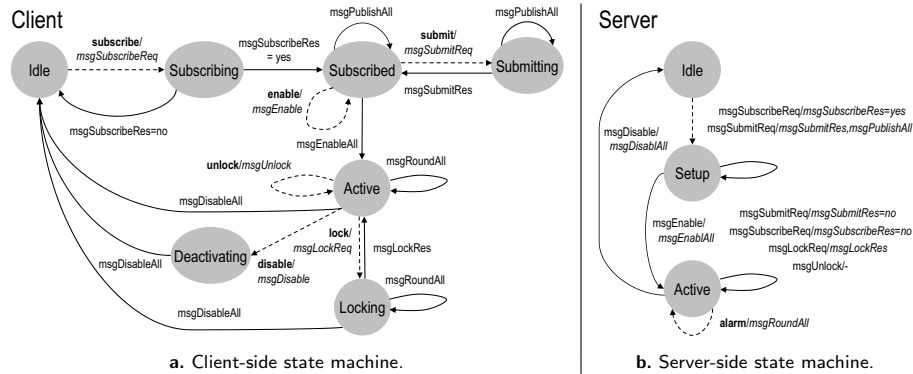 Client
Idle
subscribe/
msgSubscribeReq
Subscribing
msgSubscribeRes
= yes
msgPublishAll
Subscribed
submit/
msgSubmitReq
msgPublishAll
Submitting
msgSubmitRes
msgSubscribeRes=no
enable/
msgEnable
msgEnableAll
unlock/msgUnlock
Active
msgRoundAll
msgDisableAll
lock/
msgLockReq
msgLockRes
Deactivating
disable/
msgDisable
msgDisableAll
msgRoundAll
msgDisableAll
Locking
a. Client-side state machine.
Server
Idle
msgDisable/
msgDisablAll
msgSubscribeReq/msgSubscribeRes=yes
msgSubmitReq/msgSubmitRes,msgPublishAll
Setup
msgEnable/
msgEnablAll
msgSubmitReq/msgSubmitRes=no
msgSubscribeReq/msgSubscribeRes=no
msgLockReq/msgLockRes
msgUnlock/-
Active
alarm/msgRoundAll
b. Server-side state machine.